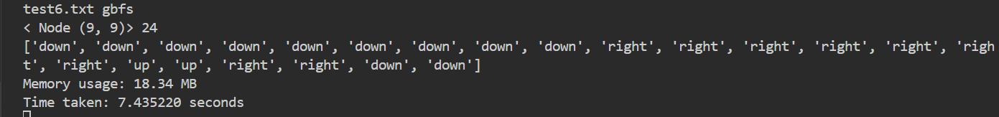 test6.txt gbfs
< Node (9, 9)> 24
['down', 'down', 'down', 'down', 'down', 'down', 'down', 'down', 'down', 'right', 'right', 'right', 'right', 'right', 'righ
t', 'right', 'up', 'up', 'right', 'right', 'down', 'down']
Memory usage: 18.34 MB
Time taken: 7.435220 seconds